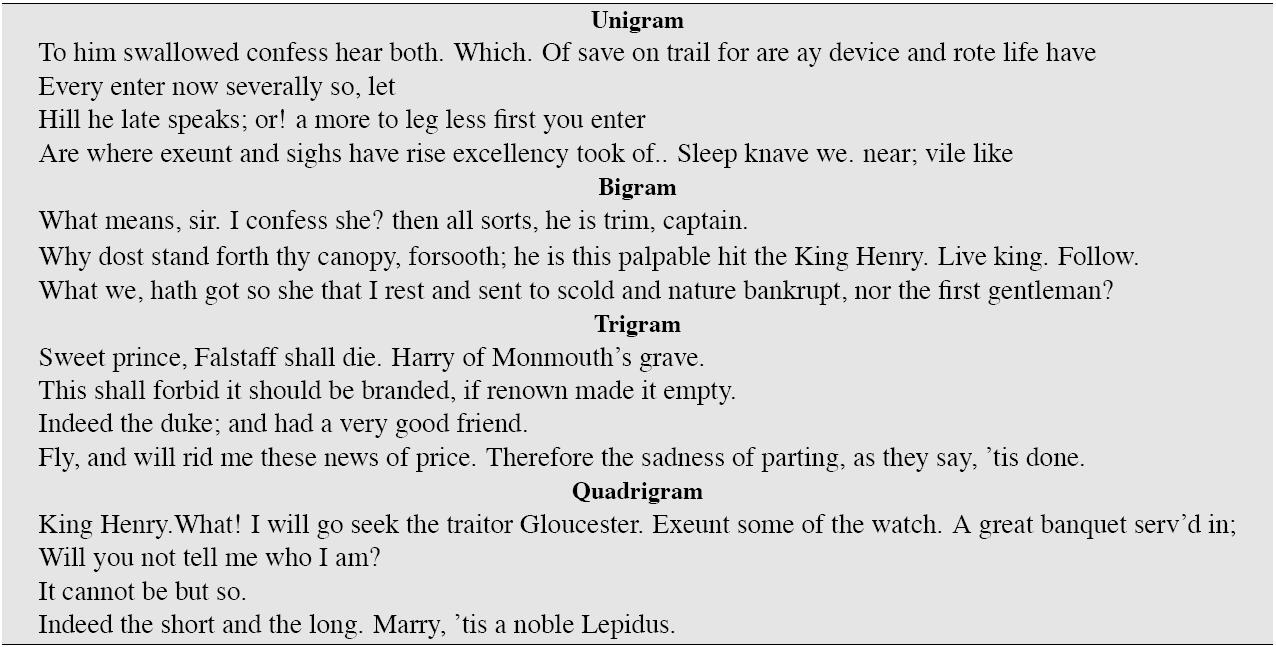 Unigram
To him swallowed confess hear both. Which. Of save on trail for are ay device and rote life have
Every enter now severally so, let
Hill he late speaks; or! a more to leg less first you enter
Are where exeunt and sighs have rise excellency took of.. Sleep knave we. near; vile like
Bigram
What means, sir. I confess she? then all sorts, he is trim, captain.
Why dost stand forth thy canopy, forsooth; he is this palpable hit the King Henry. Live king. Follow.
What we, hath got so she that I rest and sent to scold and nature bankrupt, nor the first gentleman?
Trigram
Sweet prince, Falstaff shall die. Harry of Monmouth’s grave.
This shall forbid it should be branded, if renown made it empty.
Indeed the duke; and had a very good friend.
Fly, and will rid me these news of price. Therefore the sadness of parting, as they say, ’tis done.
Quadrigram
King Henry.What! I will go seek the traitor Gloucester. Exeunt some of the watch. A great banquet serv’d in;
Will you not tell me who I am?
It cannot be but so.
Indeed the short and the long. Marry, ’tis a noble Lepidus.